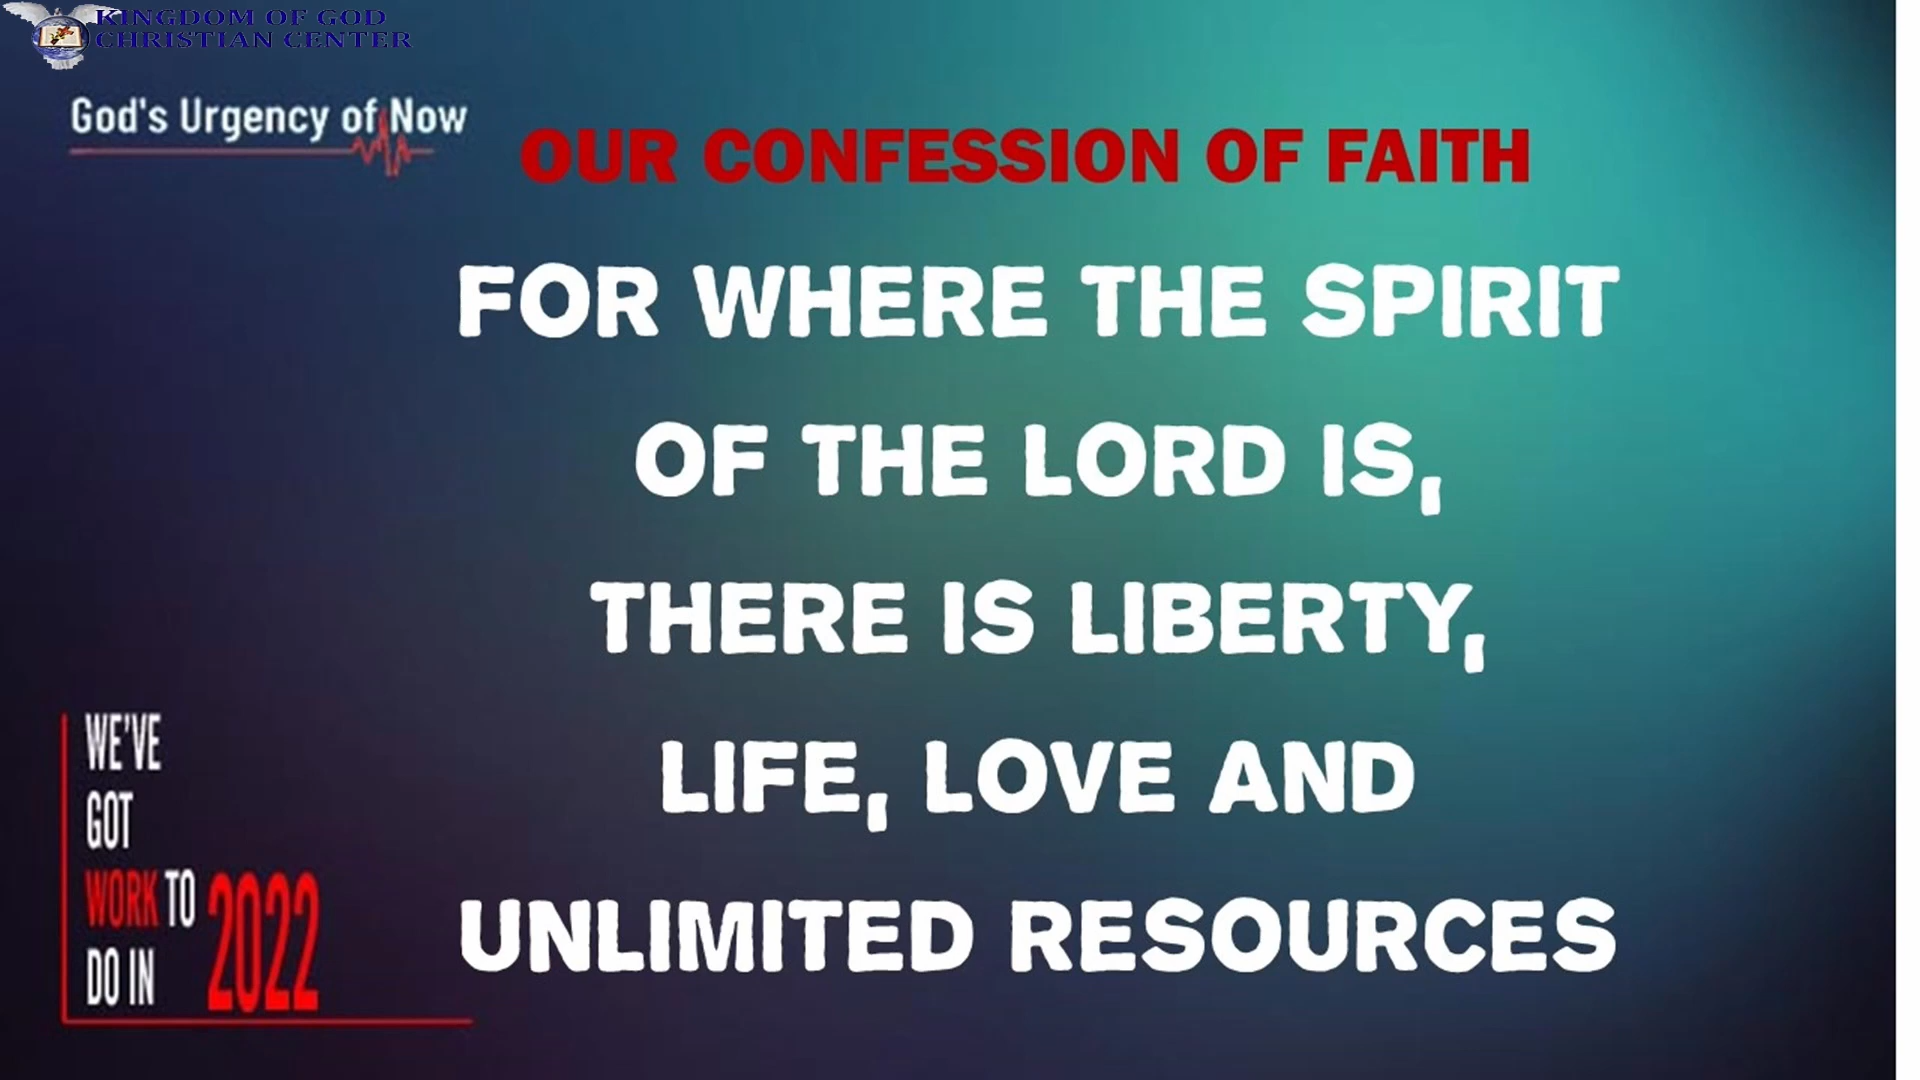 KINGDOM OF GOD
CHRISTIAN CENTER
God's Urgency of Now
OUR CONFESSION OF FAITH
FOR WHERE THE SPIRIT
OF THE LORD IS,
THERE IS LIBERTY,
LIFE, LOVE AND
UNLIMITED RESOURCES
WE'VE
GOT
WORK TO
DO IN 2022